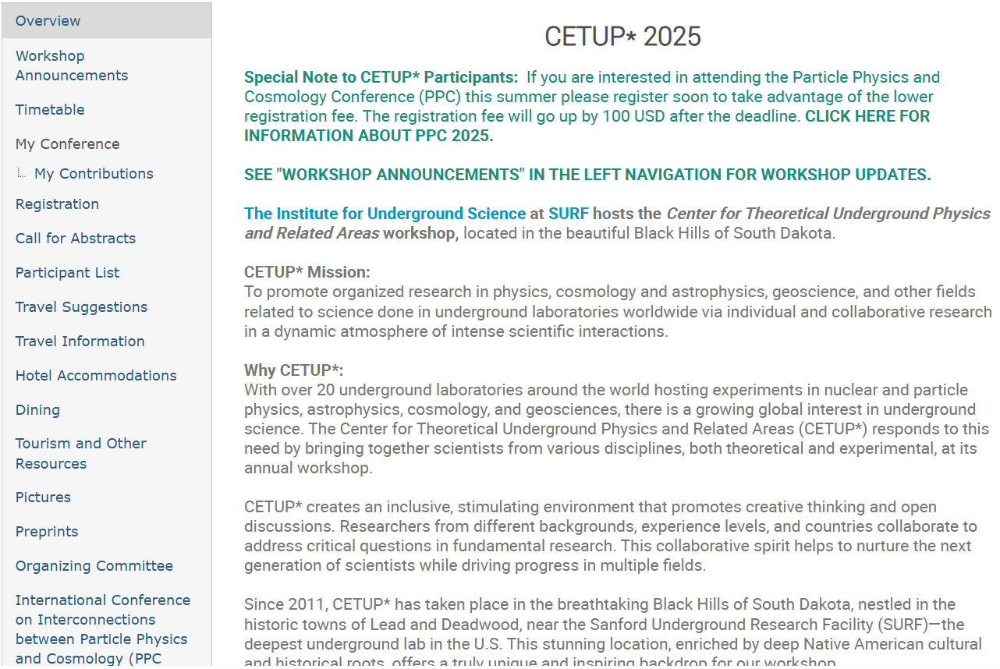 Overview
Workshop
Announcements
Timetable
My Conference
My Contributions
Registration
Call for Abstracts
Participant List
Travel Suggestions
Travel Information
Hotel Accommodations
Dining
Tourism and Other
Resources
Pictures
Preprints
Organizing Committee
International Conference
on Interconnections
between Particle Physics
and Cosmology (PPC
CETUP* 2025
Special Note to CETUP* Participants: If you are interested in attending the Particle Physics and
Cosmology Conference (PPC) this summer please register soon to take advantage of the lower
registration fee. The registration fee will go up by 100 USD after the deadline. CLICK HERE FOR
INFORMATION ABOUT PPC 2025.
SEE "WORKSHOP ANNOUNCEMENTS" IN THE LEFT NAVIGATION FOR WORKSHOP UPDATES.
The Institute for Underground Science at SURF hosts the Center for Theoretical Underground Physics
and Related Areas workshop, located in the beautiful Black Hills of South Dakota.
CETUP* Mission:
To promote organized research in physics, cosmology and astrophysics, geoscience, and other fields
related to science done in underground laboratories worldwide via individual and collaborative research
in a dynamic atmosphere of intense scientific interactions.
Why CETUP*:
With over 20 underground laboratories around the world hosting experiments in nuclear and particle
physics, astrophysics, cosmology, and geosciences, there is a growing global interest in underground
science. The Center for Theoretical Underground Physics and Related Areas (CETUP*) responds to this
need by bringing together scientists from various disciplines, both theoretical and experimental, at its
annual workshop.
CETUP* creates an inclusive, stimulating environment that promotes creative thinking and open
discussions. Researchers from different backgrounds, experience levels, and countries collaborate to
address critical questions in fundamental research. This collaborative spirit helps to nurture the next
generation of scientists while driving progress in multiple fields.
Since 2011, CETUP* has taken place in the breathtaking Black Hills of South Dakota, nestled in the
historic towns of Lead and Deadwood, near the Sanford Underground Research Facility (SURF)—the
deepest underground lab in the U.S. This stunning location, enriched by deep Native American cultural
and historical roots, offers a truly unique and inspiring backdrop for our workshop.